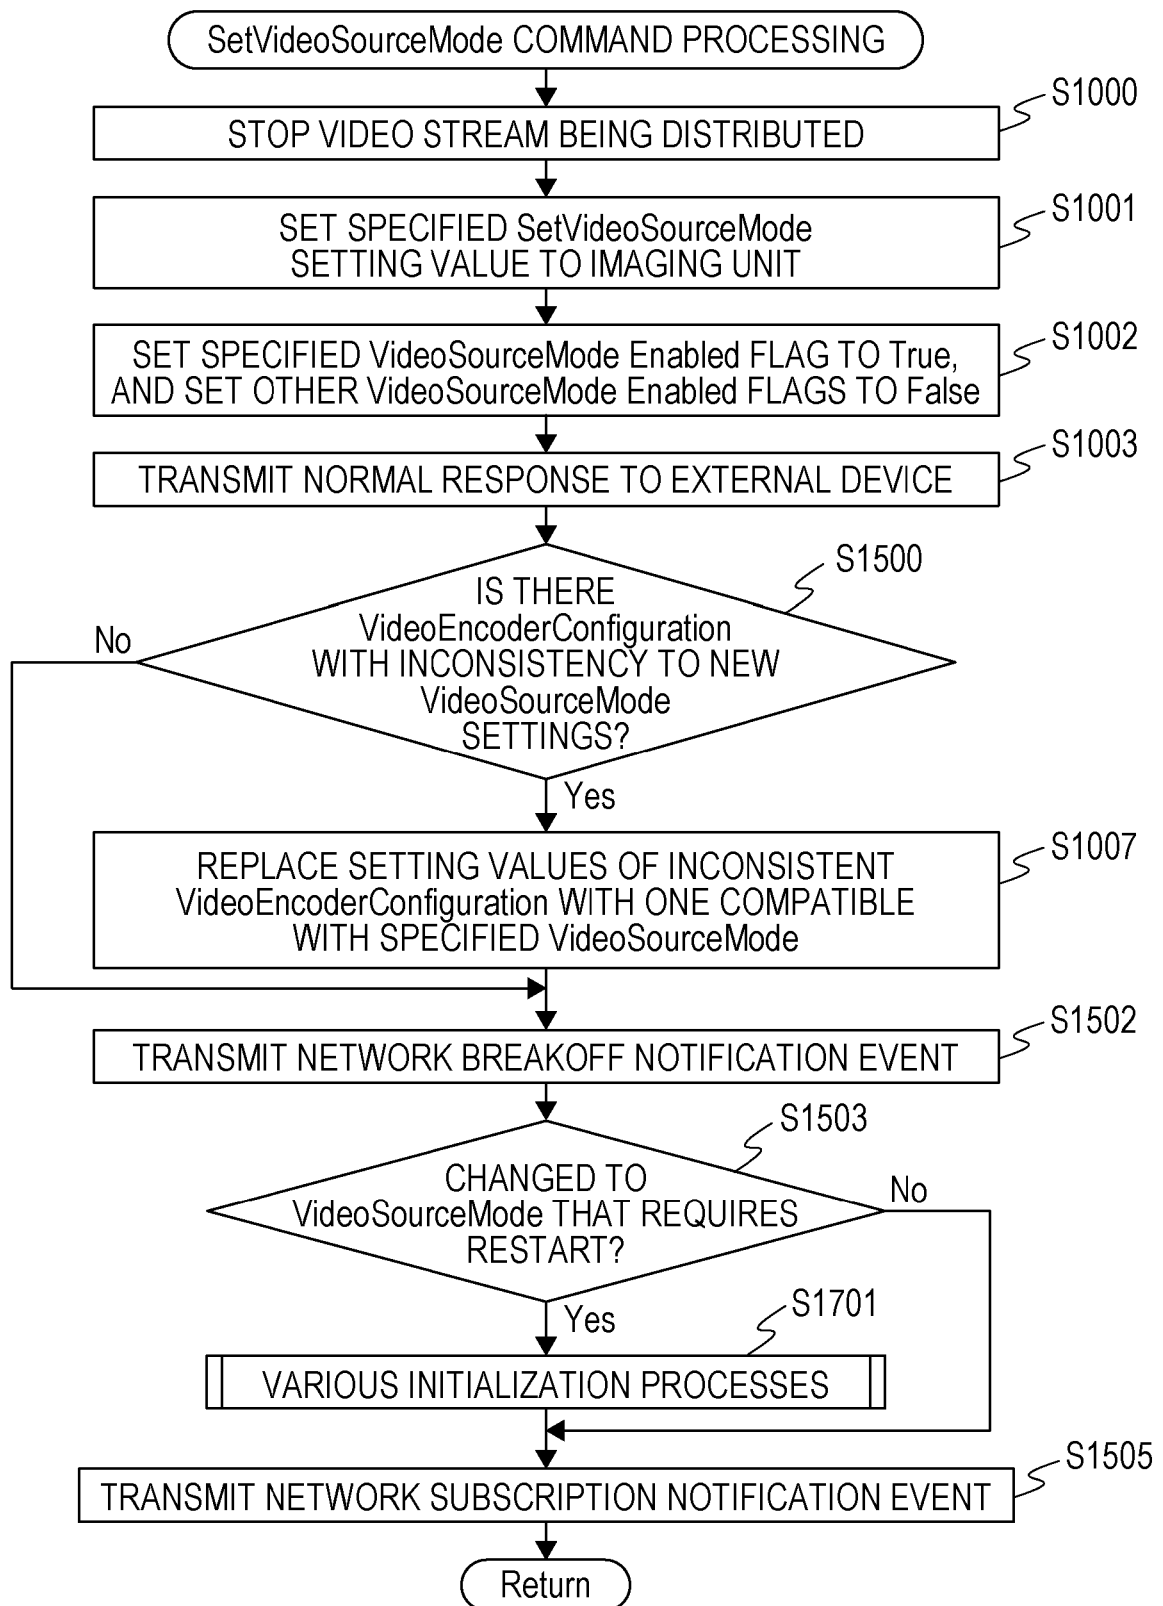 SetVideoSourceMode COMMAND PROCESSING
S1000
STOP VIDEO STREAM BEING DISTRIBUTED
S1001
SET SPECIFIED SetVideoSourceMode
SETTING VALUE TO IMAGING UNIT
S1002
SET SPECIFIED VideoSourceMode Enabled FLAG TO True,
AND SET OTHER VideoSourceMode Enabled FLAGS TO False
S1003
TRANSMIT NORMAL RESPONSE TO EXTERNAL DEVICE
S1500
IS THERE
VideoEncoderConfiguration
WITH INCONSISTENCY TO NEW
VideoSourceMode
SETTINGS?
No
Yes
S1007
REPLACE SETTING VALUES OF INCONSISTENT
VideoEncoderConfiguration WITH ONE COMPATIBLE
WITH SPECIFIED VideoSourceMode
S1502
TRANSMIT NETWORK BREAKOFF NOTIFICATION EVENT
S1503
CHANGED TO
VideoSourceMode THAT REQUIRES
RESTART?
No
Yes
S1701
VARIOUS INITIALIZATION PROCESSES
S1505
TRANSMIT NETWORK SUBSCRIPTION NOTIFICATION EVENT
Return